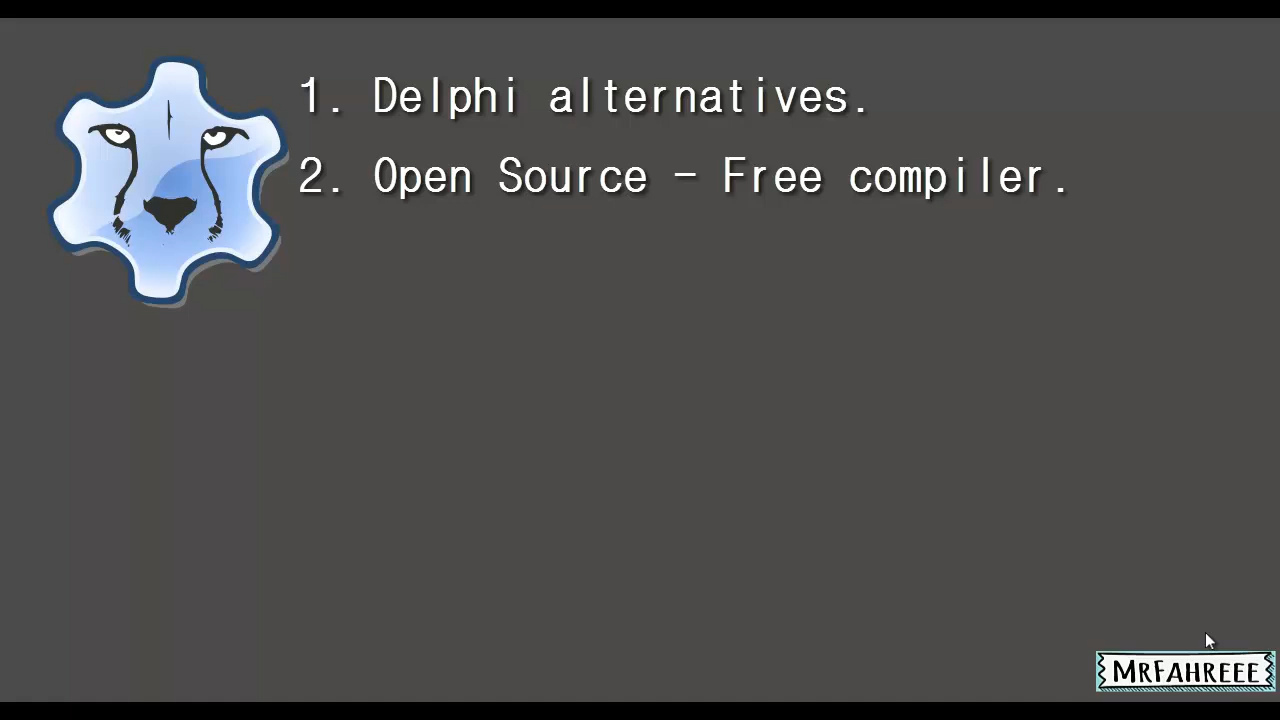 1. Delphi alternatives.
2. Open Source - Free compiler.
MRFAHREEE